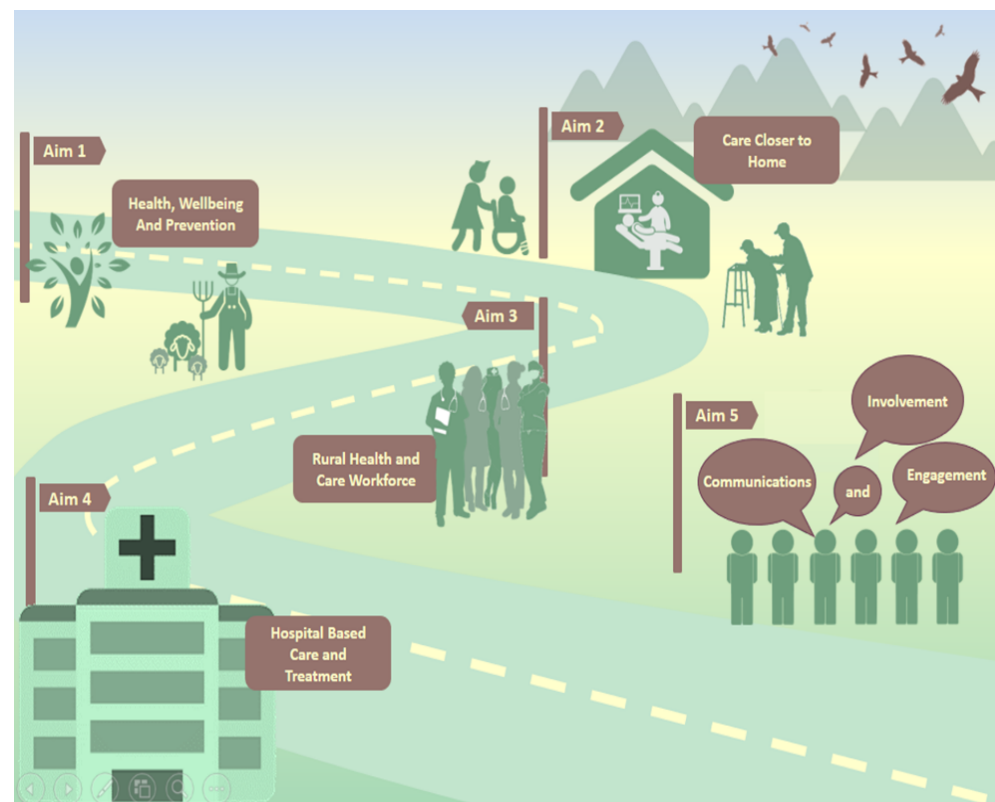 Aim 1
Health, Wellbeing
And Prevention
Aim 2
Care Closer to
Home
Aim 3
Rural Health and
Care Workforce
Aim 4
Hospital Based
Care and
Treatment
Aim 5
Communications
and
Involvement
Engagement